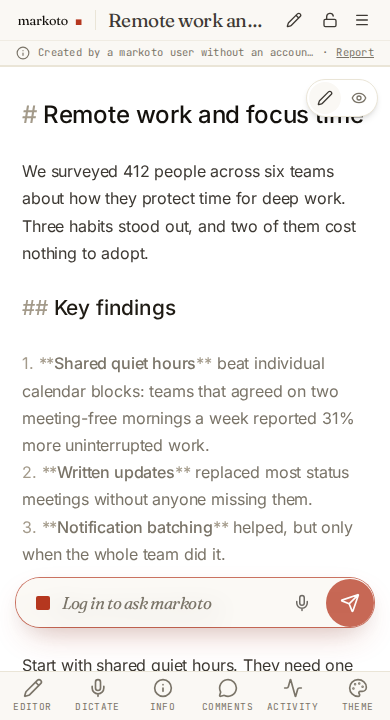 markoto
Remote work an...
Created by a markoto user without an accoun… · Report
# Remote work and focus time
We surveyed 412 people across six teams
about how they protect time for deep work.
Three habits stood out, and two of them cost
nothing to adopt.
## Key findings
1. **Shared quiet hours** beat individual
calendar blocks: teams that agreed on two
meeting-free mornings a week reported 31%
more uninterrupted work.
2. **Written updates** replaced most status
meetings without anyone missing them.
3. **Notification batching** helped, but only
when the whole team did it.
Log in to ask markoto
Start with shared quiet hours. They need one
EDITOR DICTATE INFO COMMENTS ACTIVITY THEME